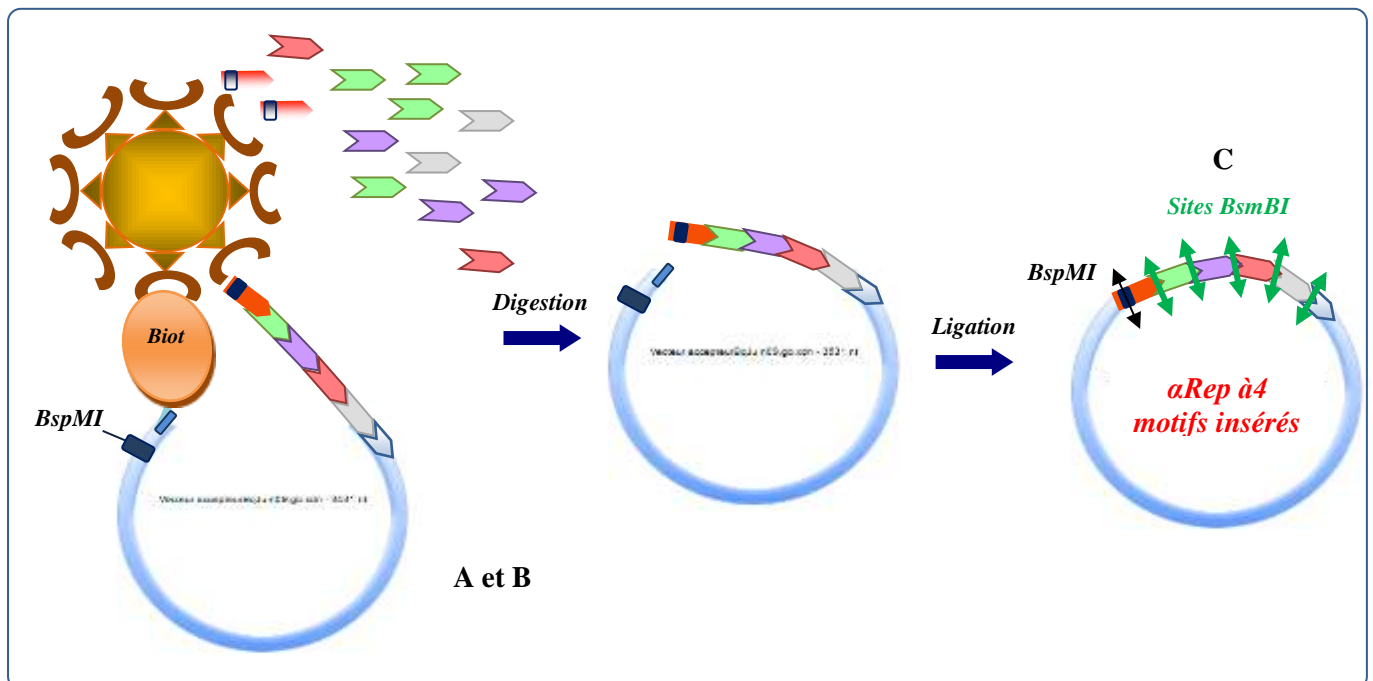 C
Sites BsmBI
BspMI
Digestion
Ligation
Biot
BspMI
αRep à4
motifs insérés
A et B